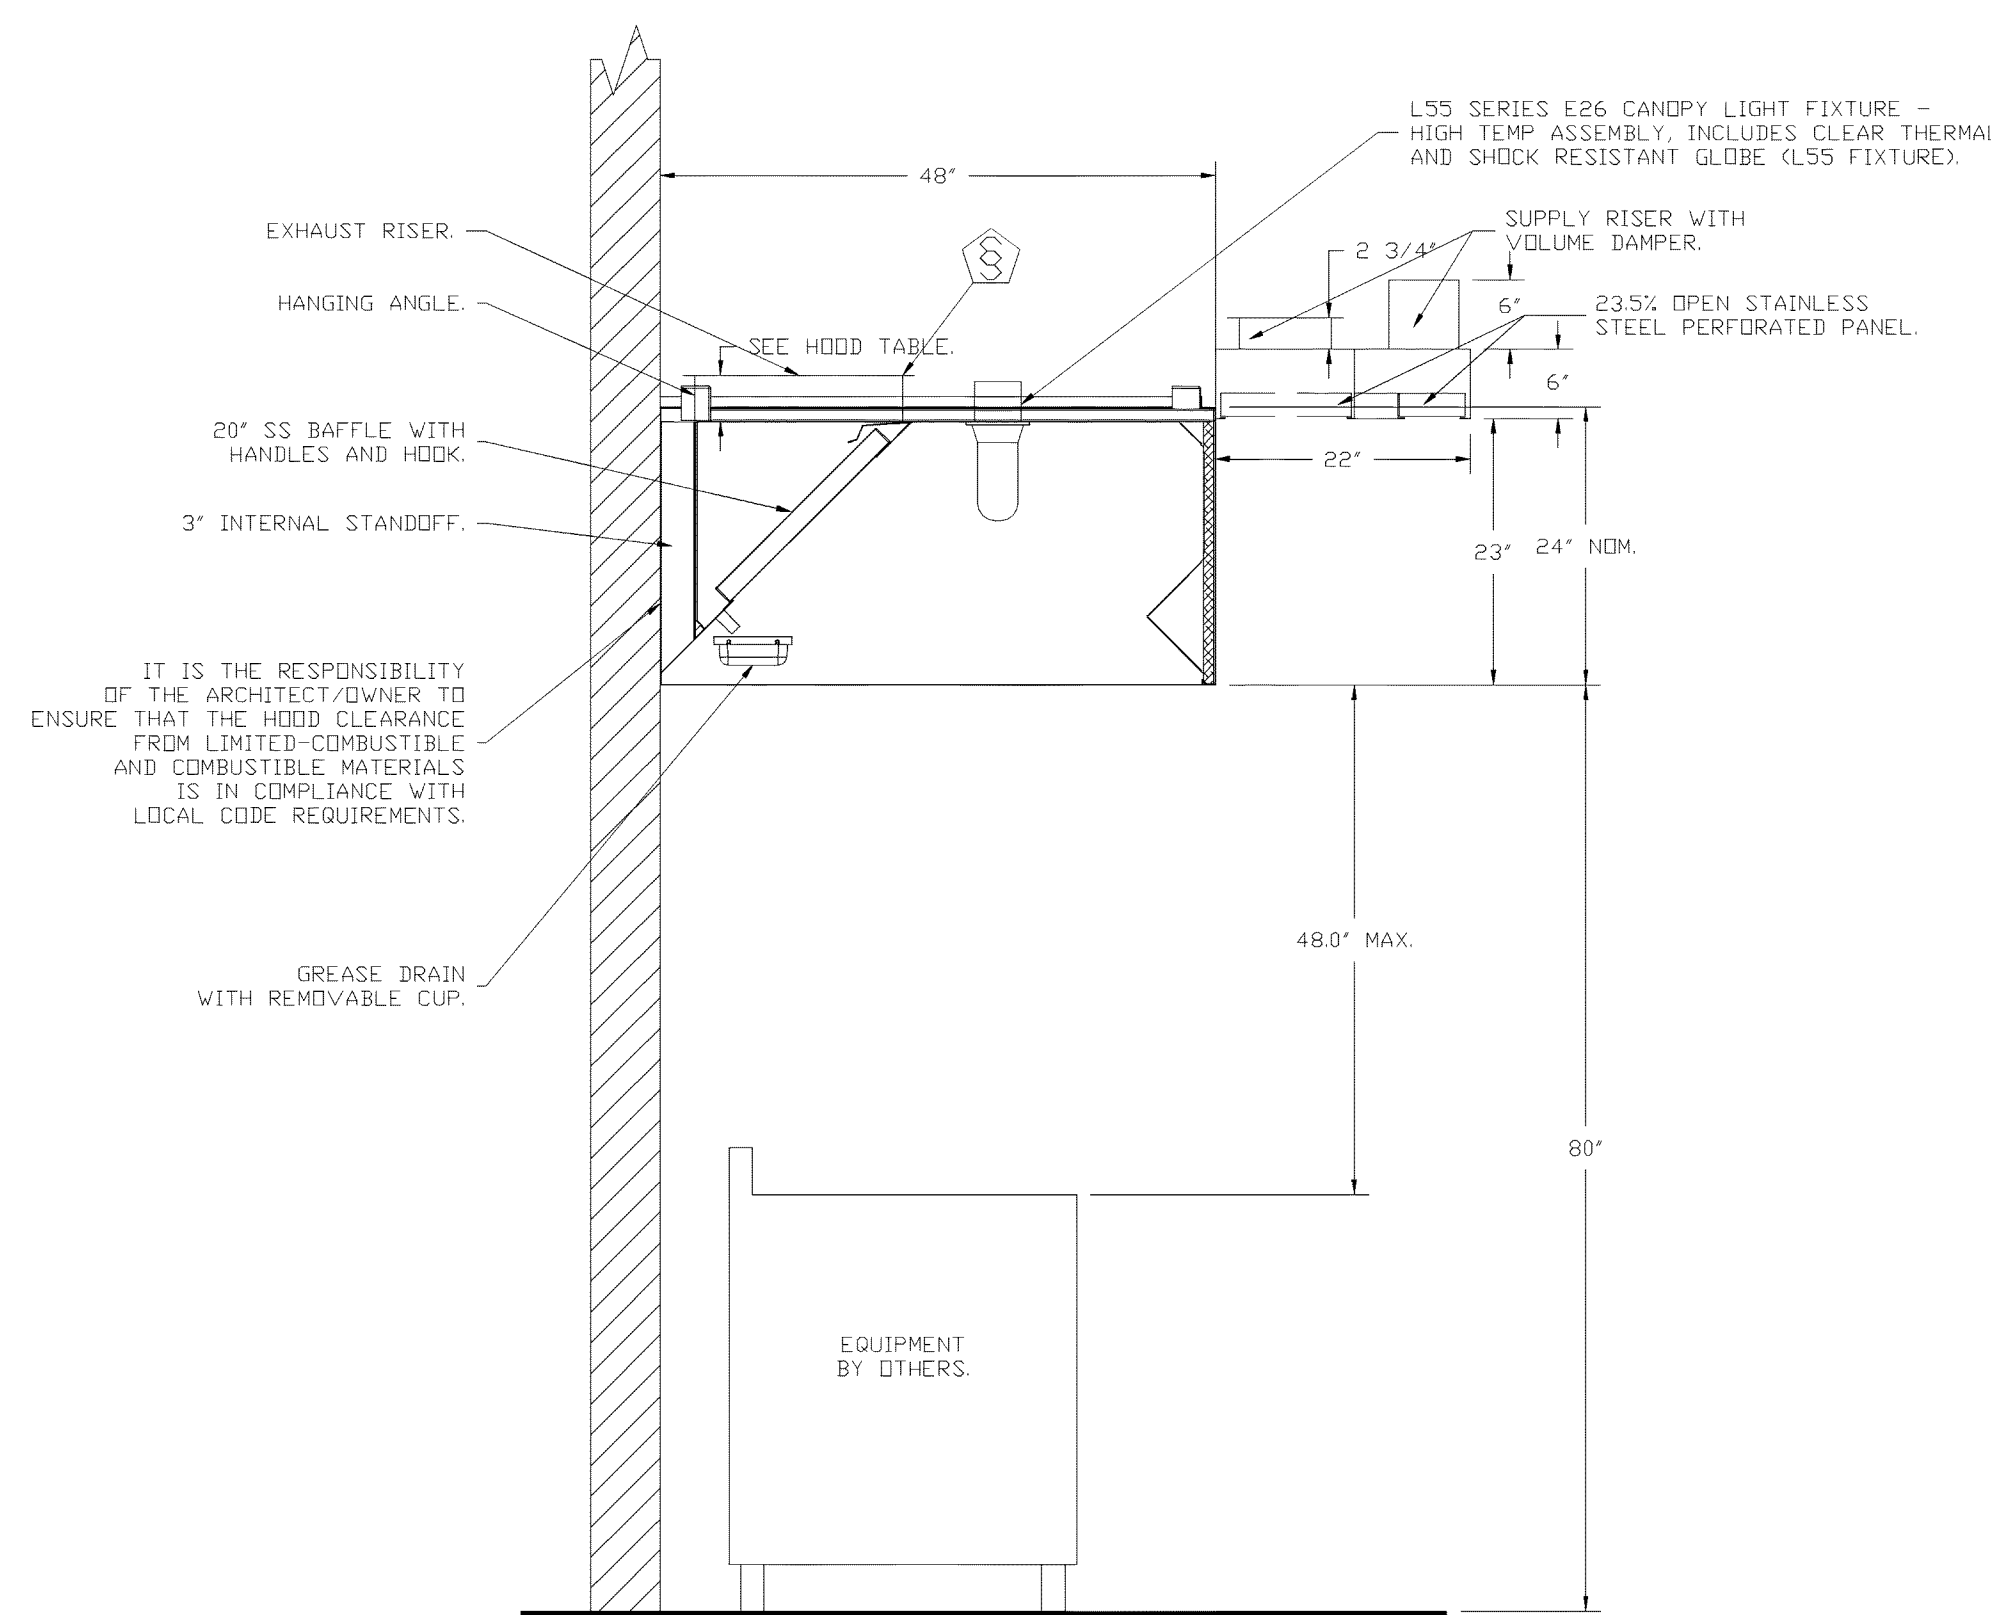 L55 SERIES E26 CANOPY LIGHT FIXTURE -
HIGH TEMP ASSEMBLY, INCLUDES CLEAR THERMAL
AND SHOCK RESISTANT GLOBE (L55 FIXTURE).
48"
EXHAUST RISER.
SUPPLY RISER WITH
VOLUME DAMPER.
2 3/4"
HANGING ANGLE.
6"
23.5% OPEN STAINLESS
STEEL PERFORATED PANEL.
SEE HOOD TABLE.
6"
20" SS BAFFLE WITH
HANDLES AND HOOK.
22"
3" INTERNAL STANDOFF.
23"
24" NOM.
IT IS THE RESPONSIBILITY
OF THE ARCHITECT/OWNER TO
ENSURE THAT THE HOOD CLEARANCE
FROM LIMITED-COMBUSTIBLE
AND COMBUSTIBLE MATERIALS
IS IN COMPLIANCE WITH
LOCAL CODE REQUIREMENTS.
48.0" MAX.
GREASE DRAIN
WITH REMOVABLE CUP.
80"
EQUIPMENT
BY OTHERS.